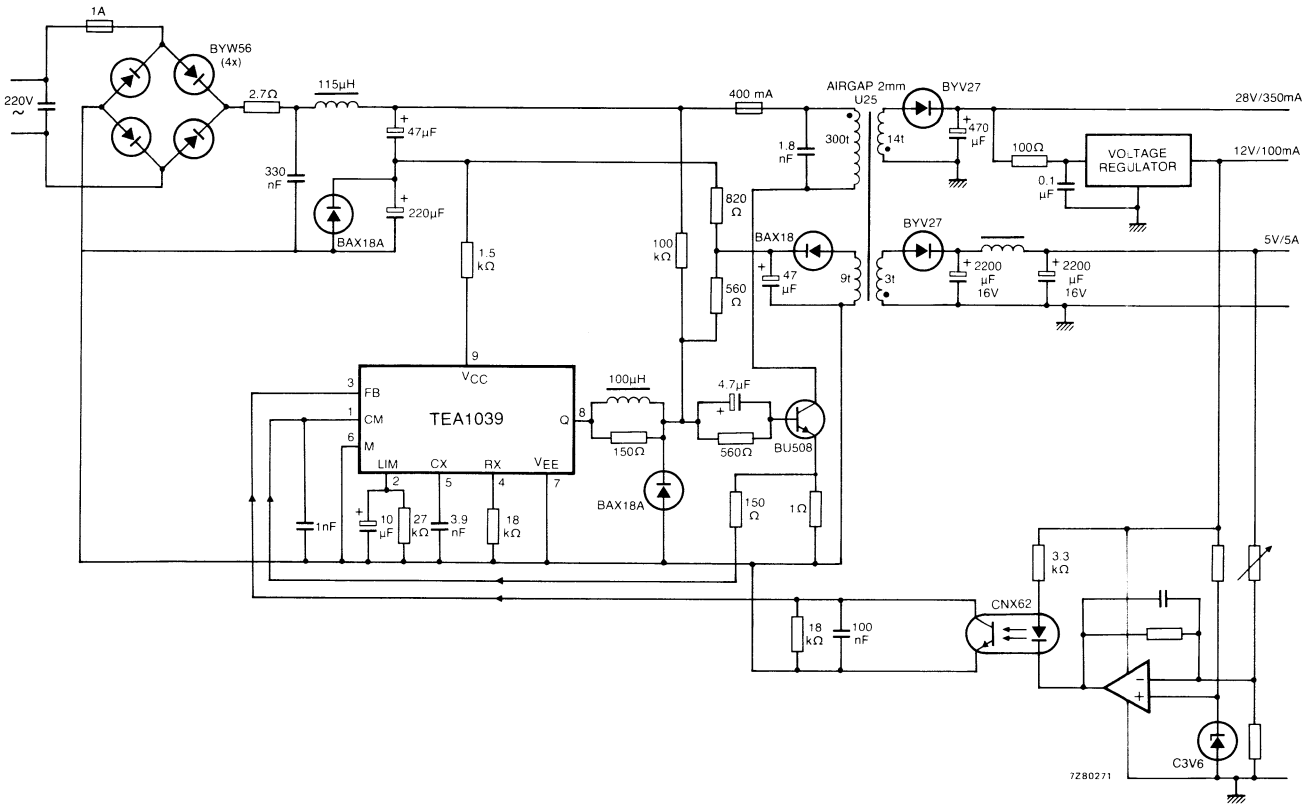 1A
BYW56
(4x)
220V
~
2.7Ω
115μH
330
nF
+
47μF
+
220μF
BAX18A
1.5
kΩ
100
kΩ
820
Ω
560
Ω
400 mA
1.8
nF
AIRGAP 2mm
U25
300t
14t
BYV27
+
470
μF
28V/350mA
100Ω
0.1
μF
VOLTAGE
REGULATOR
12V/100mA
BAX18
+
47
μF
9t
3t
BYV27
+
2200
μF
16V
+
2200
μF
16V
5V/5A
9
VCC
3
FB
1
CM
6
M
TEA1039
Q
8
LIM
2
CX
5
RX
4
VEE
7
100μH
150Ω
4.7μF
+
560Ω
BU508
BAX18A
150
Ω
1Ω
1nF
+
10
μF
27
kΩ
3.9
nF
18
kΩ
18
kΩ
100
nF
CNX62
3.3
kΩ
−
+
C3V6
7Z80271